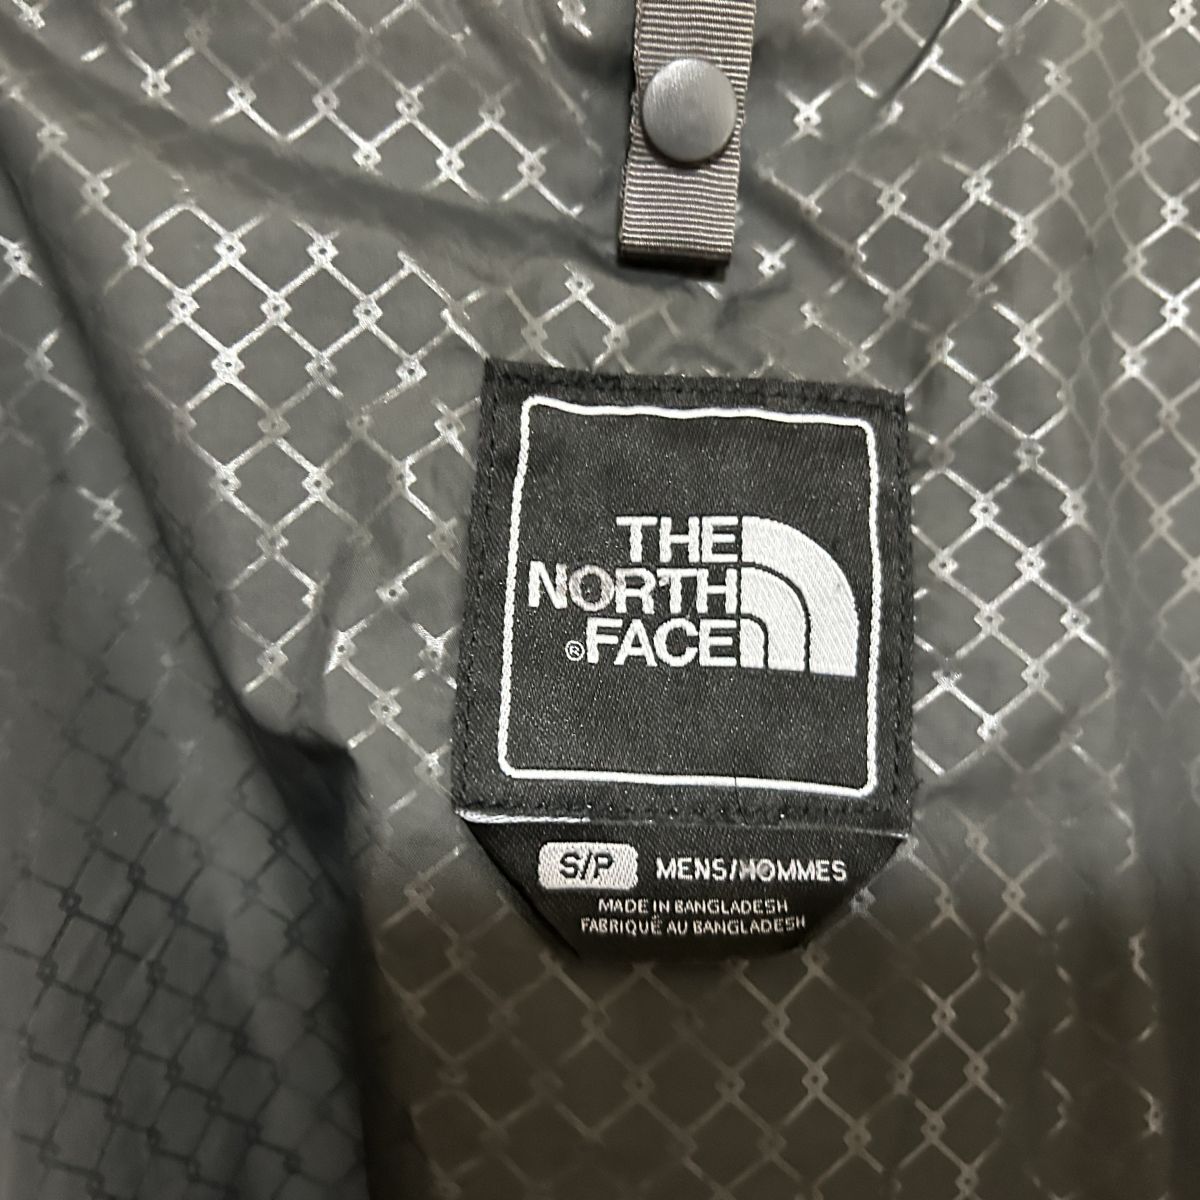 THE
NORTH
®FACE
S/P MENS/HOMMES
MADE IN BANGLADESH
FABRIQUÉ AU BANGLADESH